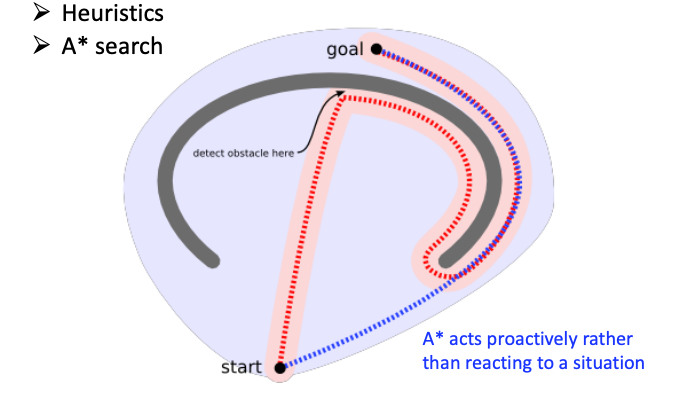 Heuristics
A* search
goal
detect obstacle here
start
A* acts proactively rather
than reacting to a situation